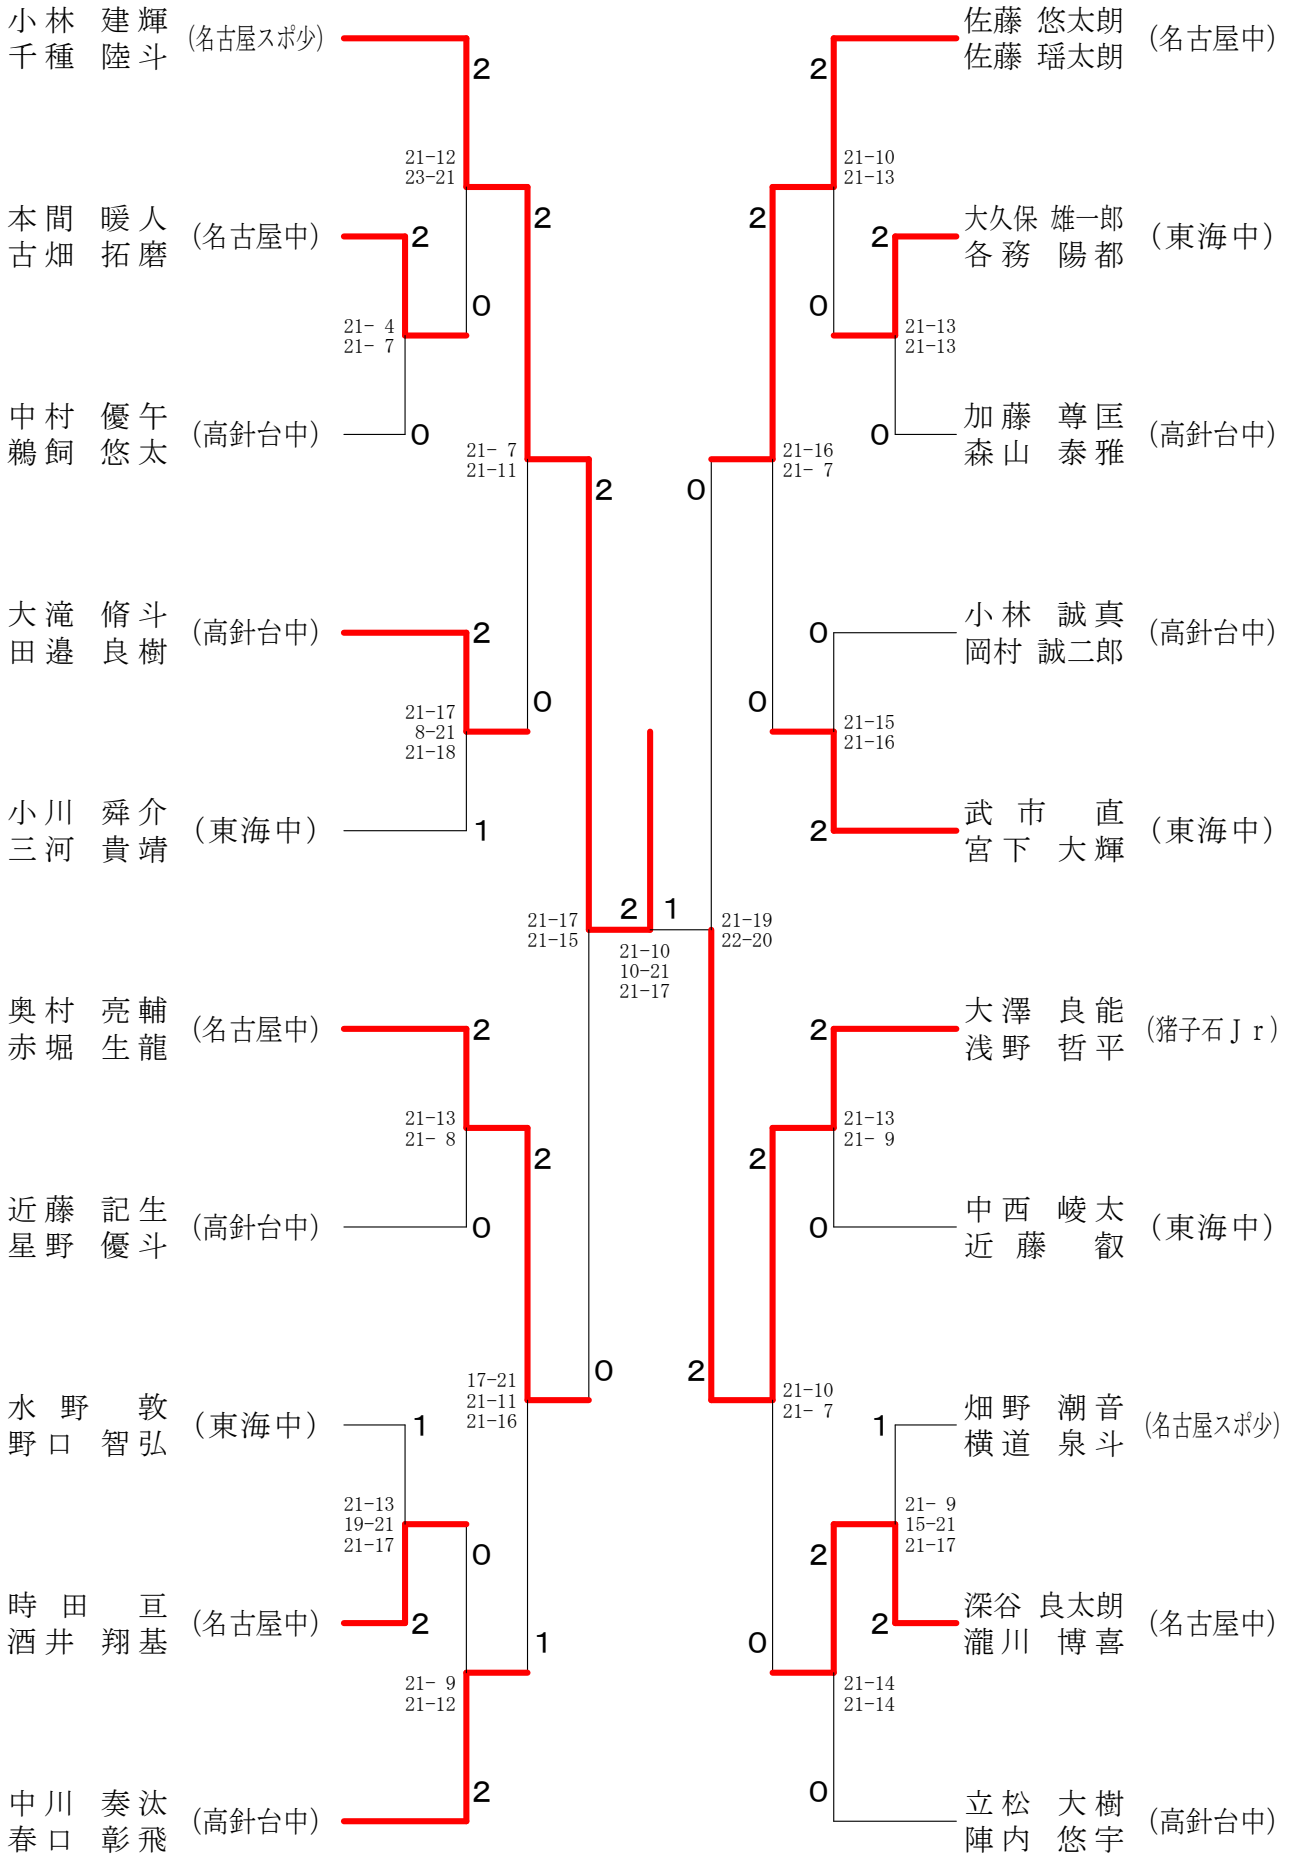 小林 建輝
千種 陸斗
(名古屋スポ少)
2
21-12
23-21
本間 暖人
古畑 拓磨
(名古屋中)
2
2
0
21- 4
21- 7
中村 優午
鵜飼 悠太
(高針台中)
0
21- 7
21-11
2
大滝 脩斗
田邉 良樹
(高針台中)
2
0
21-17
8-21
21-18
小川 舜介
三河 貴靖
(東海中)
1
21-17
21-15
奥村 亮輔
赤堀 生龍
(名古屋中)
2
21-13
21- 8
2
近藤 記生
星野 優斗
(高針台中)
0
0
17-21
21-11
21-16
水野 敦
野口 智弘
(東海中)
1
21-13
19-21
21-17
0
時田 亘
酒井 翔基
(名古屋中)
2
1
21- 9
21-12
中川 奏汰
春口 彰飛
(高針台中)
2
2
1
21-10
10-21
21-17
佐藤 悠太朗
佐藤 瑶太朗
(名古屋中)
2
21-10
21-13
2
大久保 雄一郎
各務 陽都
(東海中)
2
0
21-13
21-13
加藤 尊匡
森山 泰雅
(高針台中)
0
21-16
21- 7
0
小林 誠真
岡村 誠二郎
(高針台中)
0
0
21-15
21-16
武市 直
宮下 大輝
(東海中)
2
21-19
22-20
大澤 良能
浅野 哲平
(猪子石Jr)
2
21-13
21- 9
2
中西 崚太
近藤 叡
(東海中)
0
2
21-10
21- 7
畑野 潮音
横道 泉斗
(名古屋スポ少)
1
21- 9
15-21
21-17
2
深谷 良太朗
瀧川 博喜
(名古屋中)
2
0
21-14
21-14
立松 大樹
陣内 悠宇
(高針台中)
0